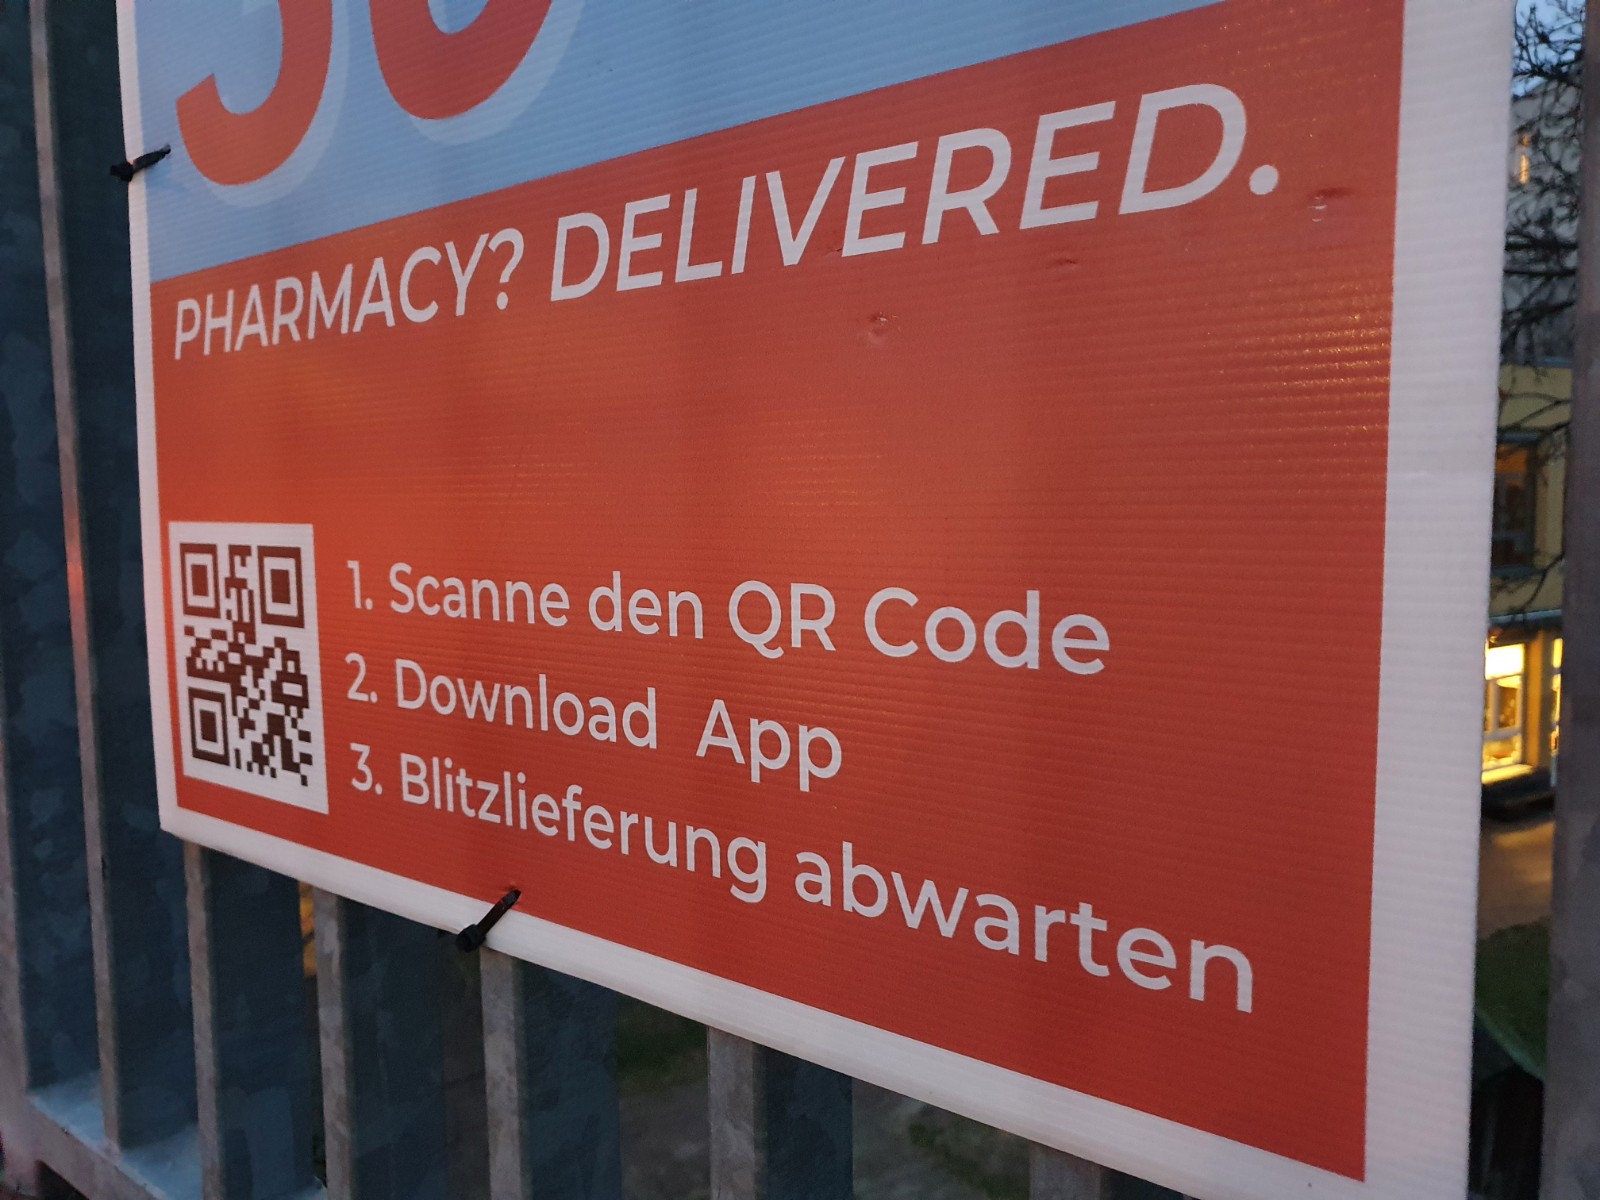 PHARMACY? DELIVERED.
1. Scanne den QR Code
2. Download App
3. Blitzlieferung abwarten